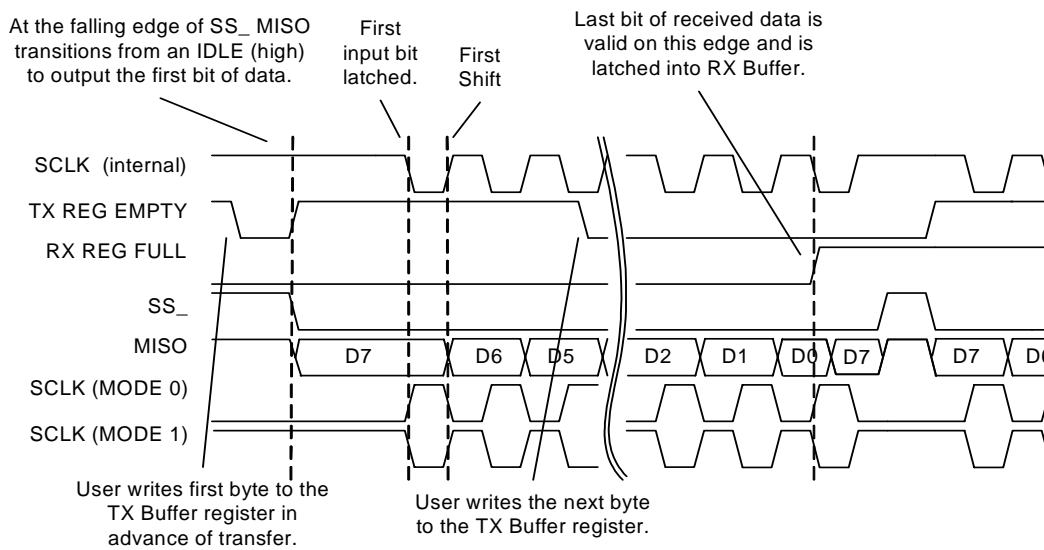 At the falling edge of SS_ MISO
transitions from an IDLE (high)
to output the first bit of data.
First
input bit
latched.
First
Shift
Last bit of received data is
valid on this edge and is
latched into RX Buffer.
SCLK (internal)
TX REG EMPTY
RX REG FULL
SS_
MISO
D7 D6 D5 D2 D1 D0 D7 D7
SCLK (MODE 0)
SCLK (MODE 1)
User writes first byte to the
TX Buffer register in
advance of transfer.
User writes the next byte
to the TX Buffer register.